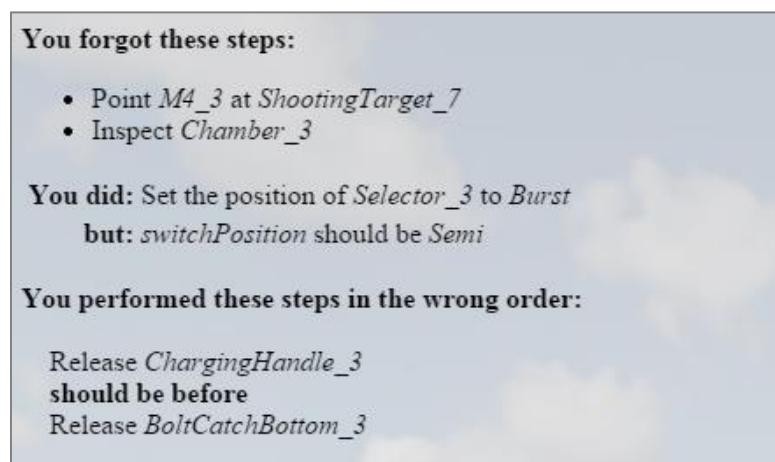 You forgot these steps:
• Point M4_3 at ShootingTarget_7
• Inspect Chamber_3
You did: Set the position of Selector_3 to Burst
but: switchPosition should be Semi
You performed these steps in the wrong order:
Release ChargingHandle_3
should be before
Release BoltCatchBottom_3